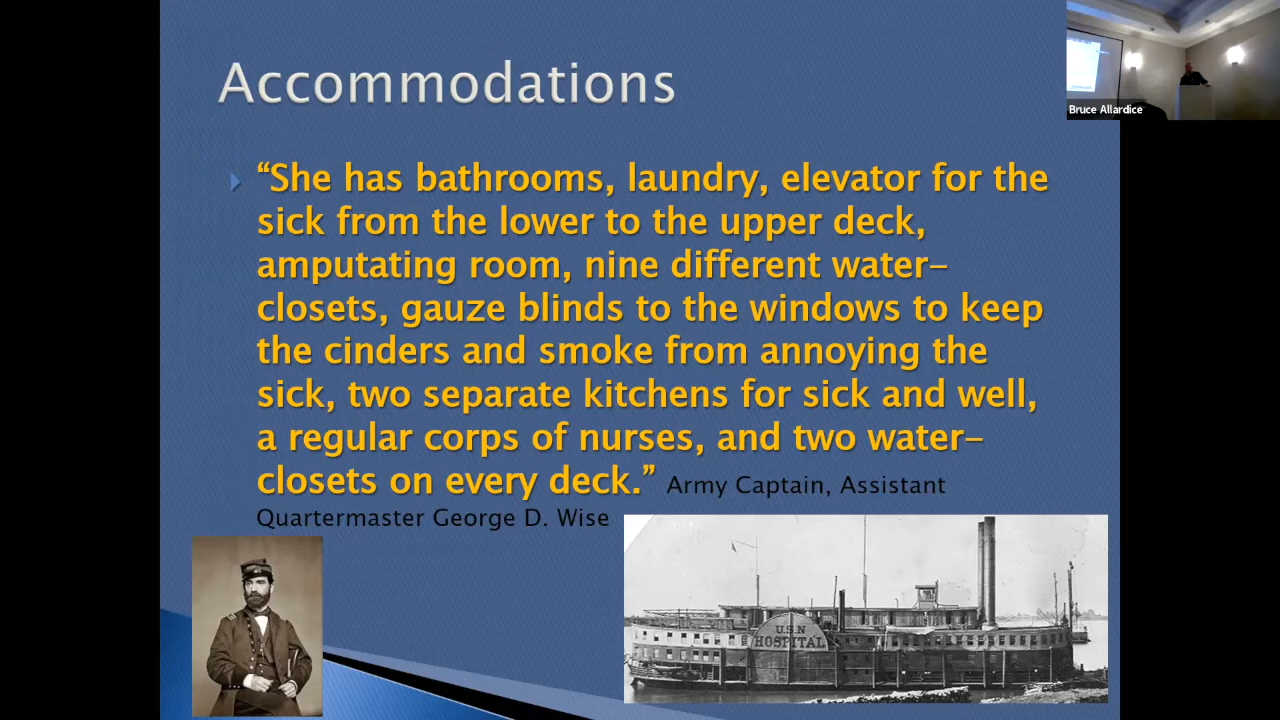 Accommodations
Bruce Allardice
“She has bathrooms, laundry, elevator for the
sick from the lower to the upper deck,
amputating room, nine different water-
closets, gauze blinds to the windows to keep
the cinders and smoke from annoying the
sick, two separate kitchens for sick and well,
a regular corps of nurses, and two water-
closets on every deck.” Army Captain, Assistant
Quartermaster George D. Wise
U.S.N
HOSPITAL